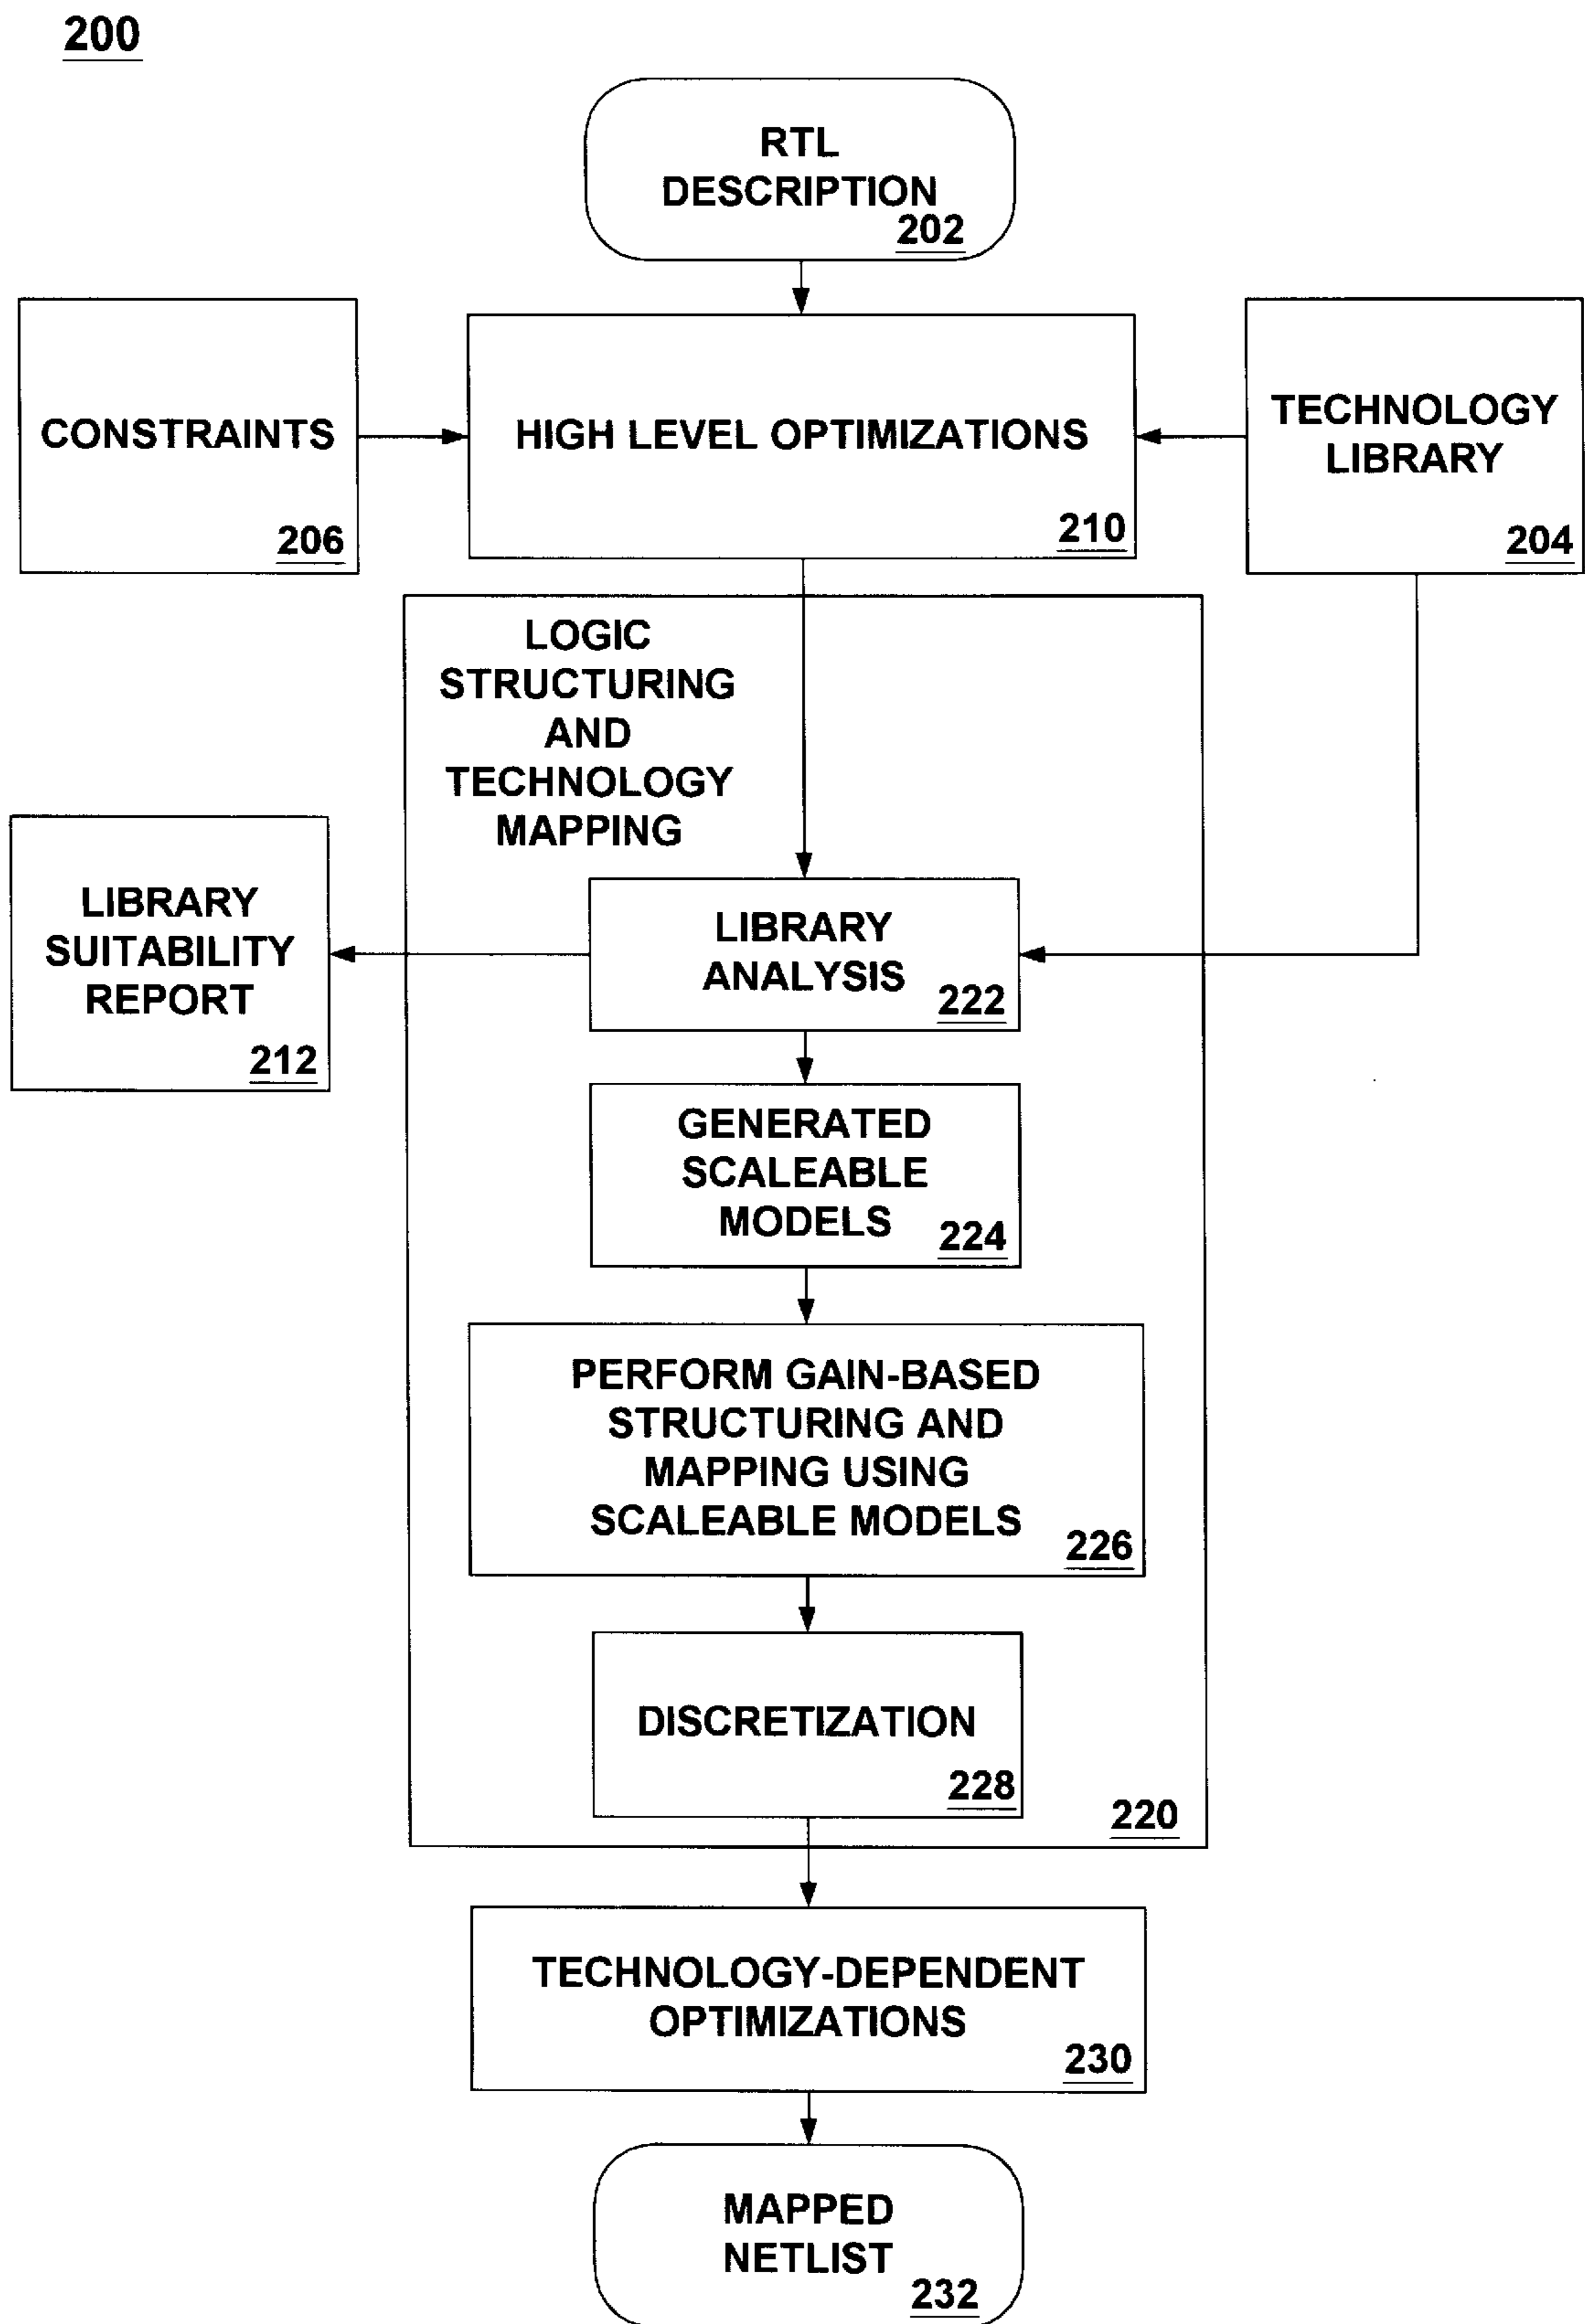 200
RTL
DESCRIPTION
202
CONSTRAINTS
206
HIGH LEVEL OPTIMIZATIONS
210
TECHNOLOGY
LIBRARY
204
LOGIC
STRUCTURING
AND
TECHNOLOGY
MAPPING
LIBRARY
SUITABILITY
REPORT
212
LIBRARY
ANALYSIS
222
GENERATED
SCALEABLE
MODELS
224
PERFORM GAIN-BASED
STRUCTURING AND
MAPPING USING
SCALEABLE MODELS
226
DISCRETIZATION
228
220
TECHNOLOGY-DEPENDENT
OPTIMIZATIONS
230
MAPPED
NETLIST
232